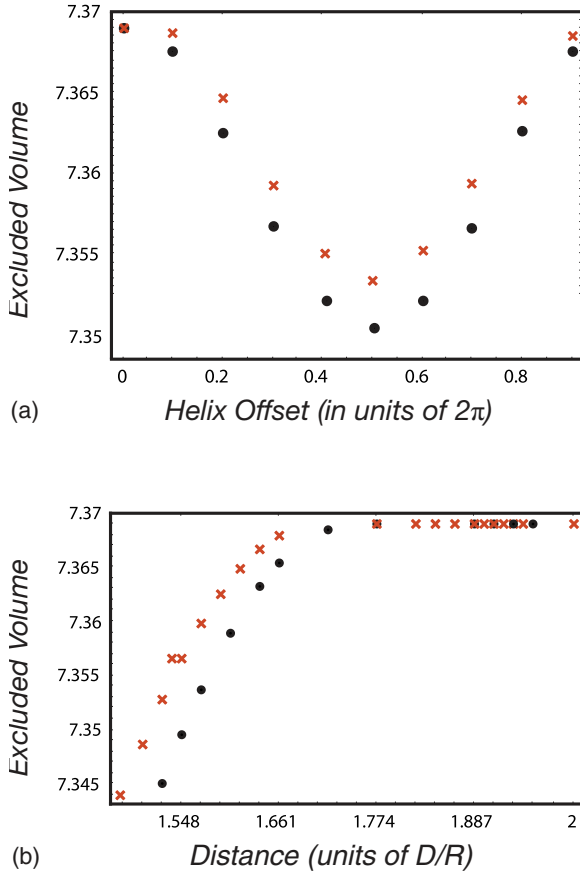 7.37
7.365
7.36
7.355
7.35
Excluded Volume
0 0.2 0.4 0.6 0.8
(a) Helix Offset (in units of 2π)
7.37
7.365
7.36
7.355
7.35
7.345
Excluded Volume
1.548 1.661 1.774 1.887 2
(b) Distance (units of D/R)